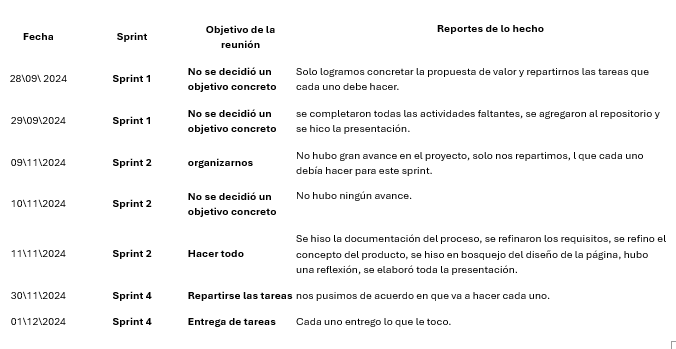 Fecha Sprint Objetivo de la reunión Reportes de lo hecho
28\09\ 2024 Sprint 1 No se decidió un Solo logramos concretar la propuesta de valor y repartirnos las tareas que
objetivo concreto cada uno debe hacer.
29\09\2024 Sprint 1 No se decidió un se completaron todas las actividades faltantes, se agregaron al repositorio y
objetivo concreto se hico la presentación.
09\11\2024 Sprint 2 organizarnos No hubo gran avance en el proyecto, solo nos repartimos, l que cada uno
debía hacer para este sprint.
10\11\2024 Sprint 2 No se decidió un No hubo ningún avance.
objetivo concreto
11\11\2024 Sprint 2 Hacer todo Se hiso la documentación del proceso, se refinaron los requisitos, se refino el
concepto del producto, se hiso en bosquejo del diseño de la página, hubo
una reflexión, se elaboró toda la presentación.
30\11\2024 Sprint 4 Repartirse las tareas nos pusimos de acuerdo en que va a hacer cada uno.
01\12\2024 Sprint 4 Entrega de tareas Cada uno entrego lo que le toco.